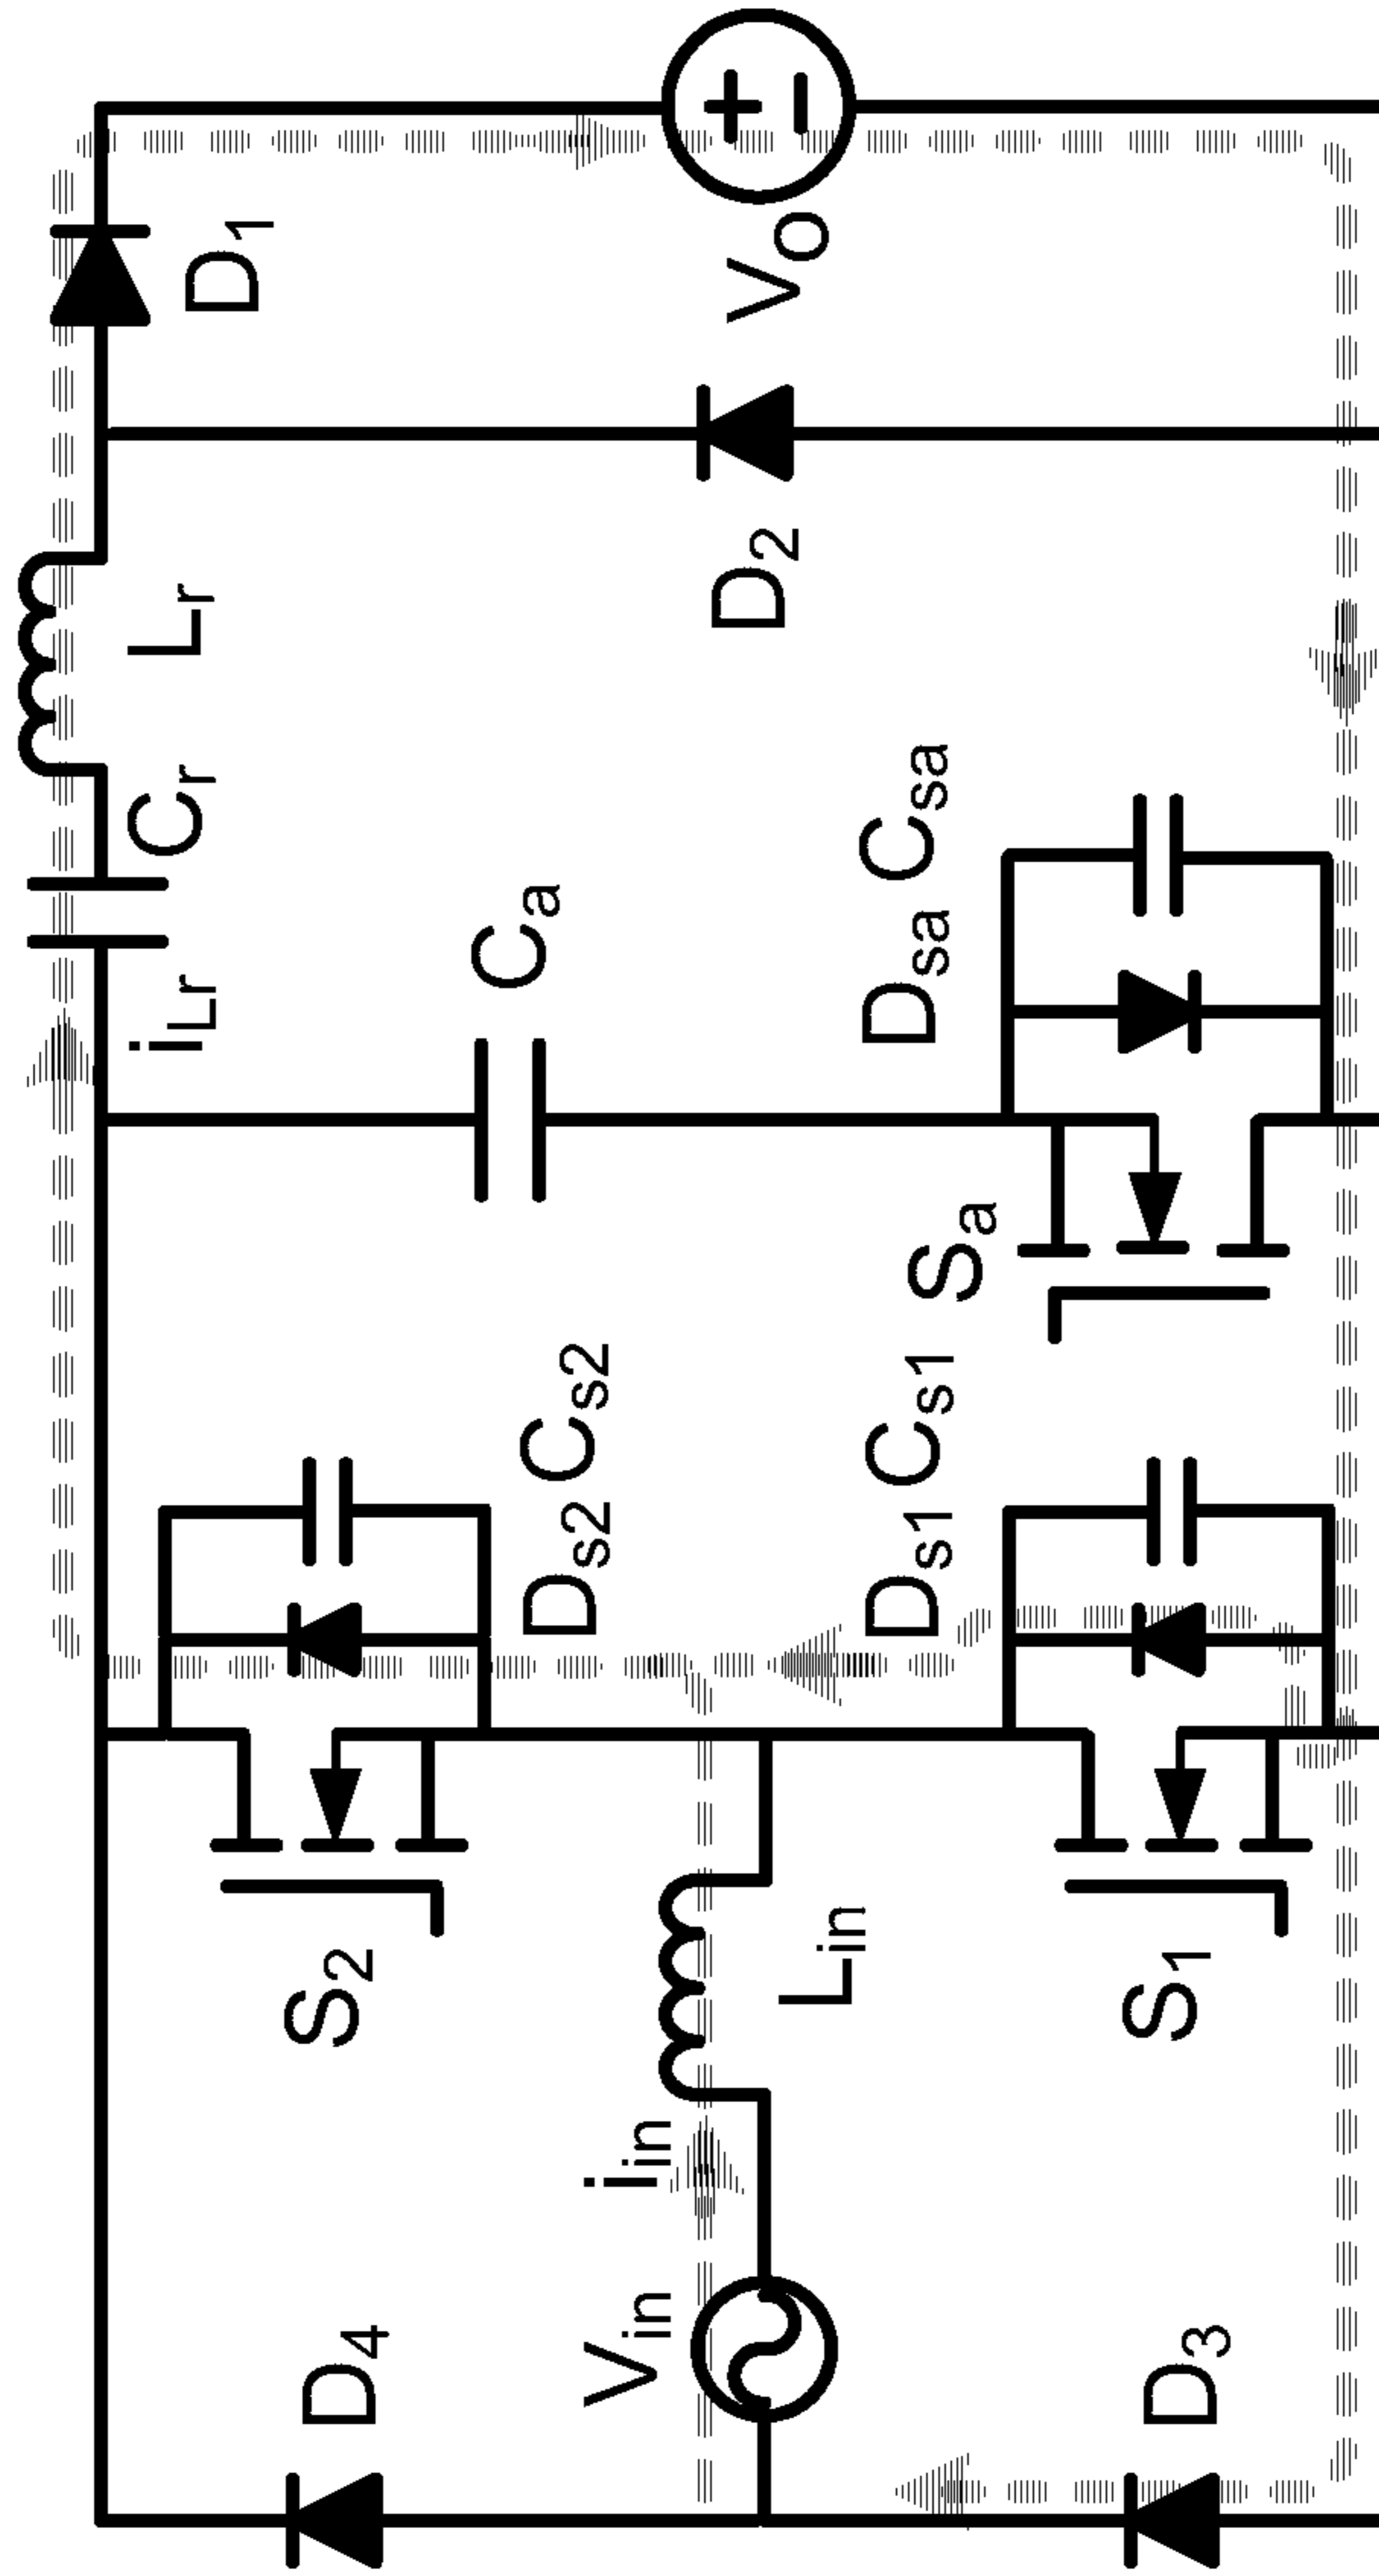 D4
D3
Vin
iin
Lin
S2
S1
Ds2 Cs2
Ds1 Cs1
Sa
Dsa Csa
Ca
iLr
Cr
Lr
D2
D1
Vo
+
−